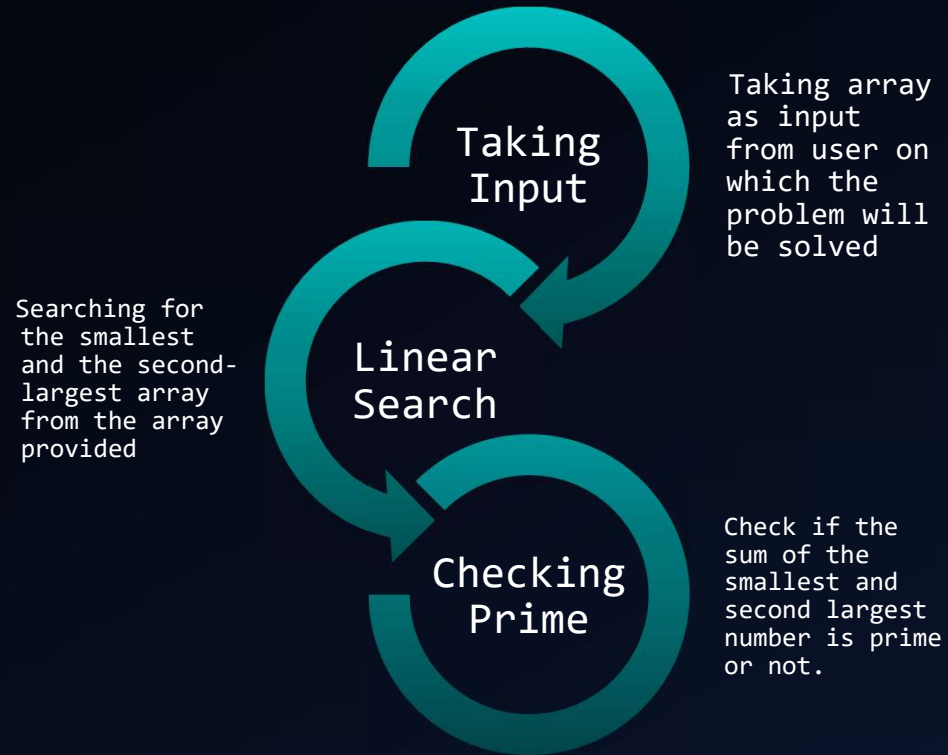 Taking
Input
Taking array
as input
from user on
which the
problem will
be solved
Searching for
the smallest
and the second-
largest array
from the array
provided
Linear
Search
Checking
Prime
Check if the
sum of the
smallest and
second largest
number is prime
or not.